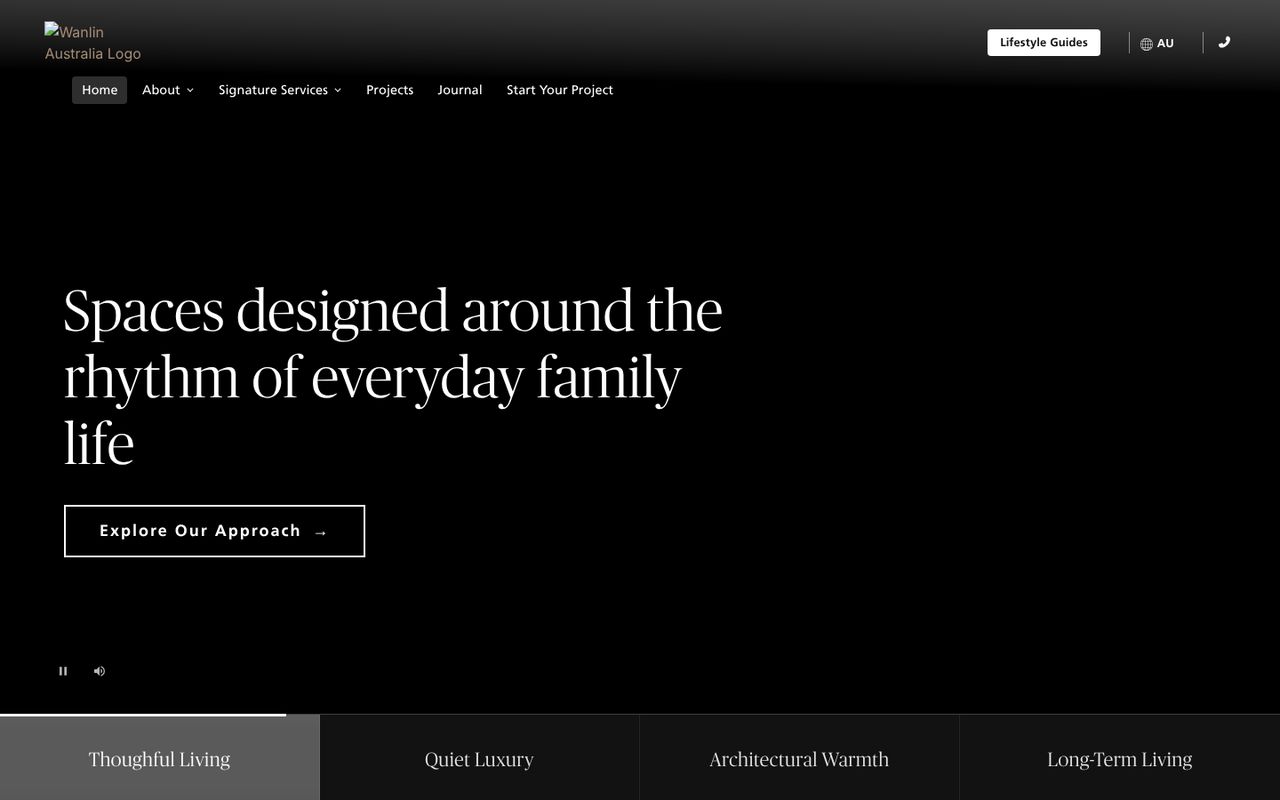 Wanlin
Australia Logo
Lifestyle Guides
AU
Home
About
Signature Services
Projects
Journal
Start Your Project
Spaces designed around the
rhythm of everyday family
life
Explore Our Approach →
Thoughful Living
Quiet Luxury
Architectural Warmth
Long-Term Living